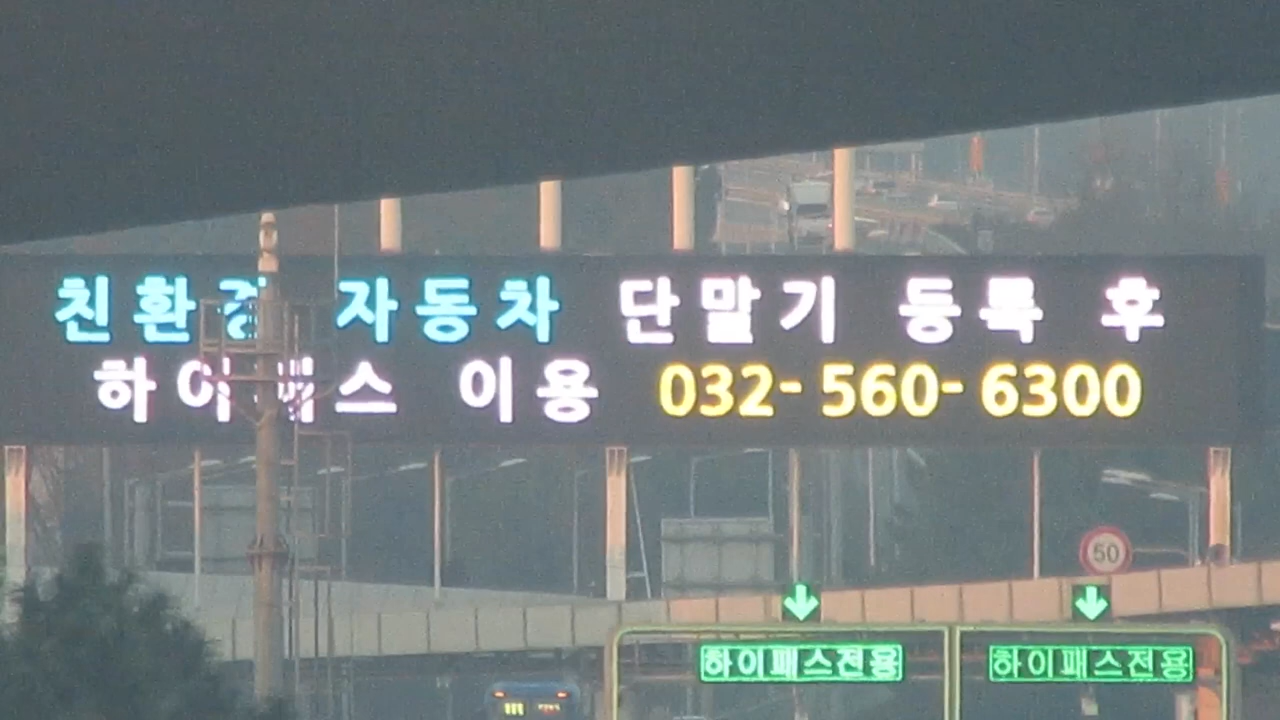 친환경 자동차 단말기 등록 후
하이패스 이용 032-560-6300
50
하이패스전용 하이패스전용